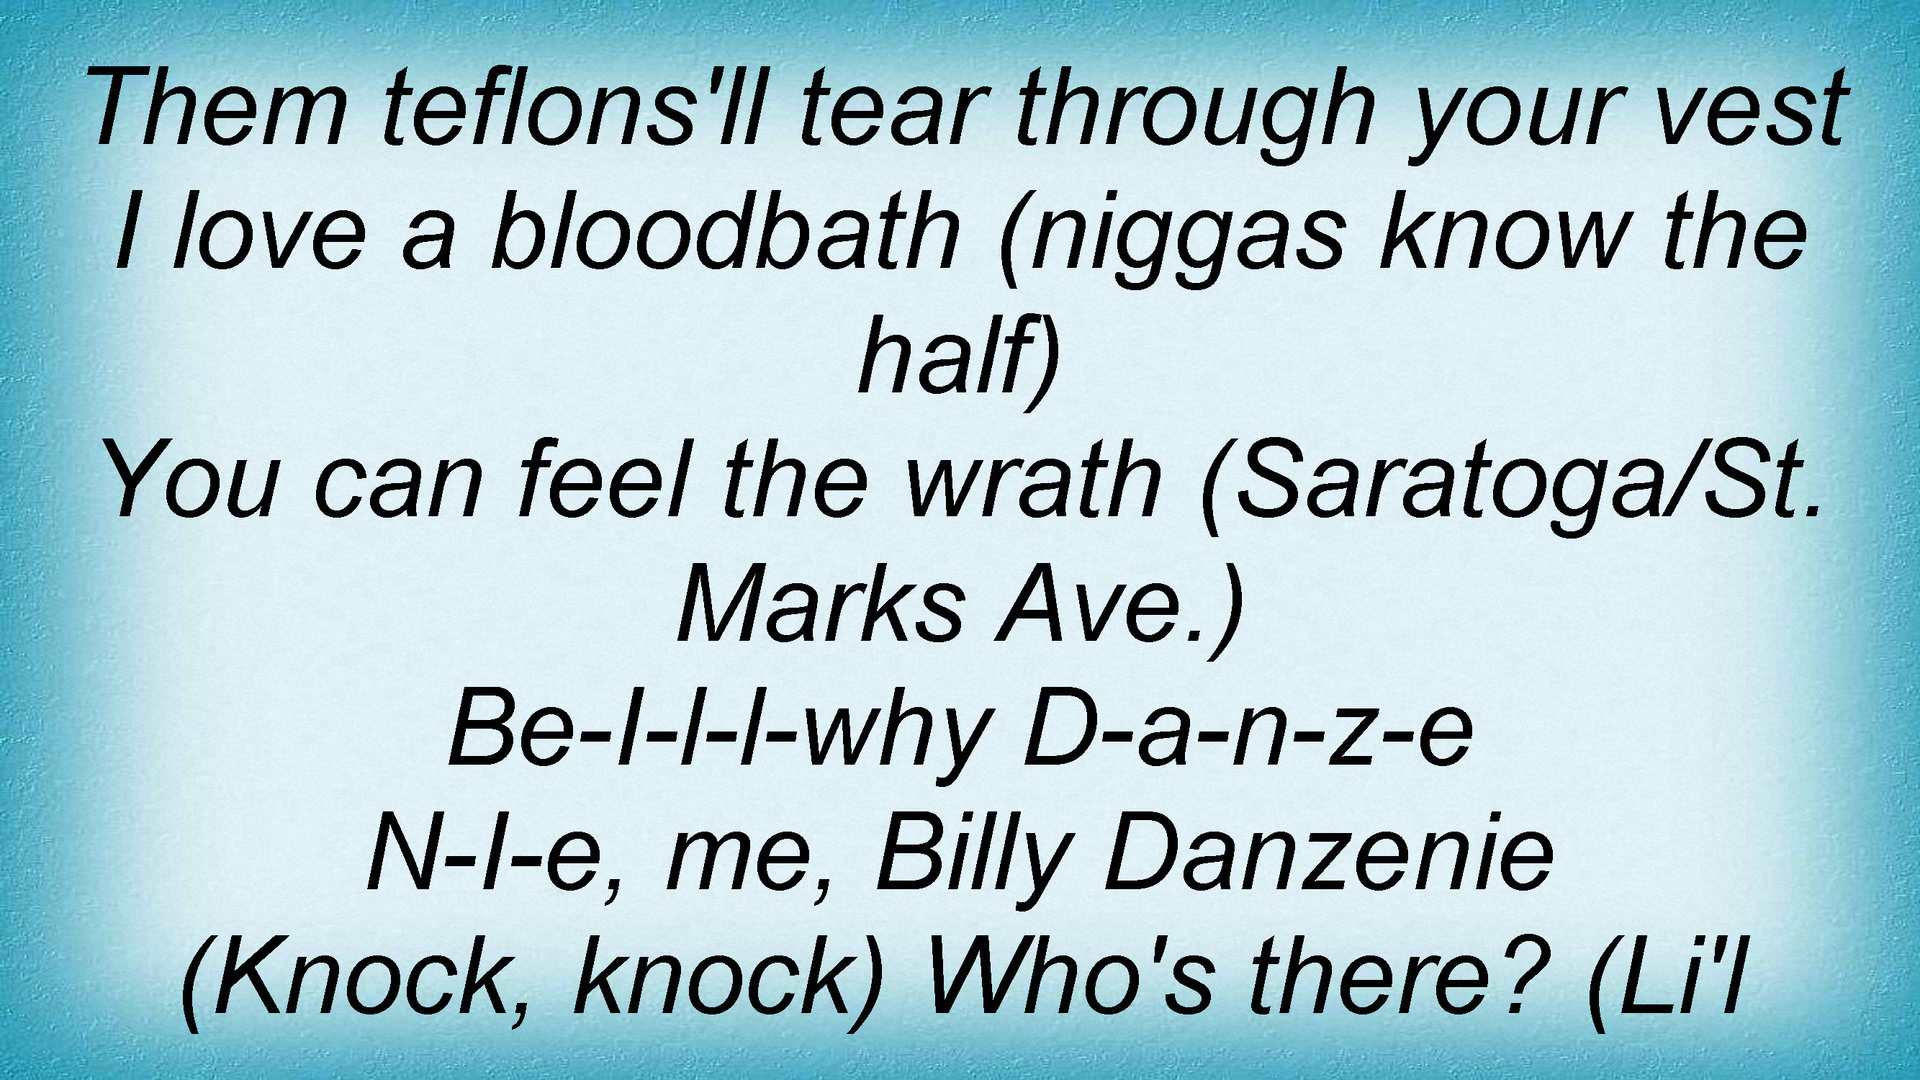 Them teflons'll tear through your vest
I love a bloodbath (niggas know the
half)
You can feel the wrath (Saratoga/St.
Marks Ave.)
Be-I-l-l-why D-a-n-z-e
N-I-e, me, Billy Danzenie
(Knock, knock) Who's there? (Li'l